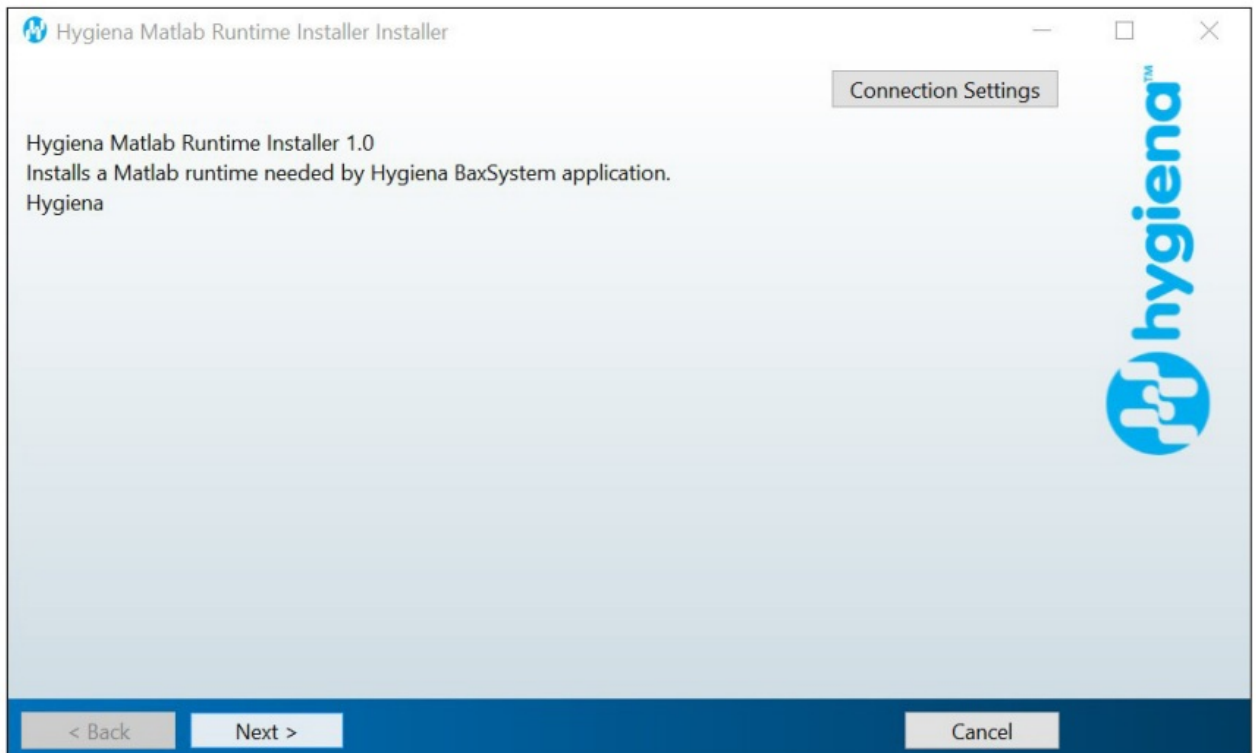 Hygiena Matlab Runtime Installer Installer
Connection Settings
Hygiena Matlab Runtime Installer 1.0
Installs a Matlab runtime needed by Hygiena BaxSystem application.
Hygiena
hygiena™
< Back
Next >
Cancel